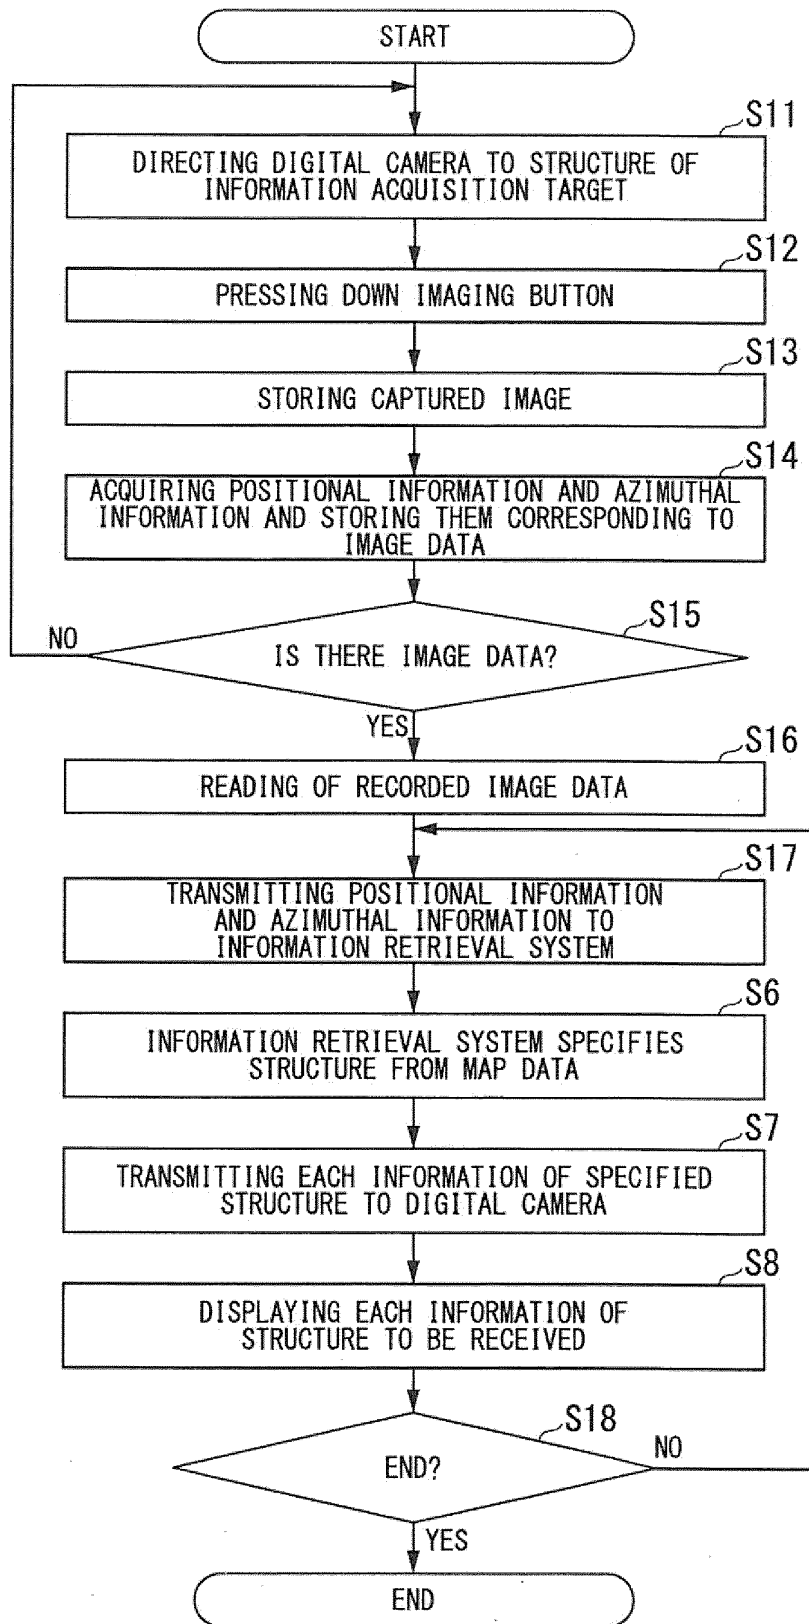 START
S11
DIRECTING DIGITAL CAMERA TO STRUCTURE OF
INFORMATION ACQUISITION TARGET
S12
PRESSING DOWN IMAGING BUTTON
S13
STORING CAPTURED IMAGE
S14
ACQUIRING POSITIONAL INFORMATION AND AZIMUTHAL
INFORMATION AND STORING THEM CORRESPONDING TO
IMAGE DATA
S15
NO
IS THERE IMAGE DATA?
YES
S16
READING OF RECORDED IMAGE DATA
S17
TRANSMITTING POSITIONAL INFORMATION
AND AZIMUTHAL INFORMATION TO
INFORMATION RETRIEVAL SYSTEM
S6
INFORMATION RETRIEVAL SYSTEM SPECIFIES
STRUCTURE FROM MAP DATA
S7
TRANSMITTING EACH INFORMATION OF SPECIFIED
STRUCTURE TO DIGITAL CAMERA
S8
DISPLAYING EACH INFORMATION OF
STRUCTURE TO BE RECEIVED
S18
END?
NO
YES
END